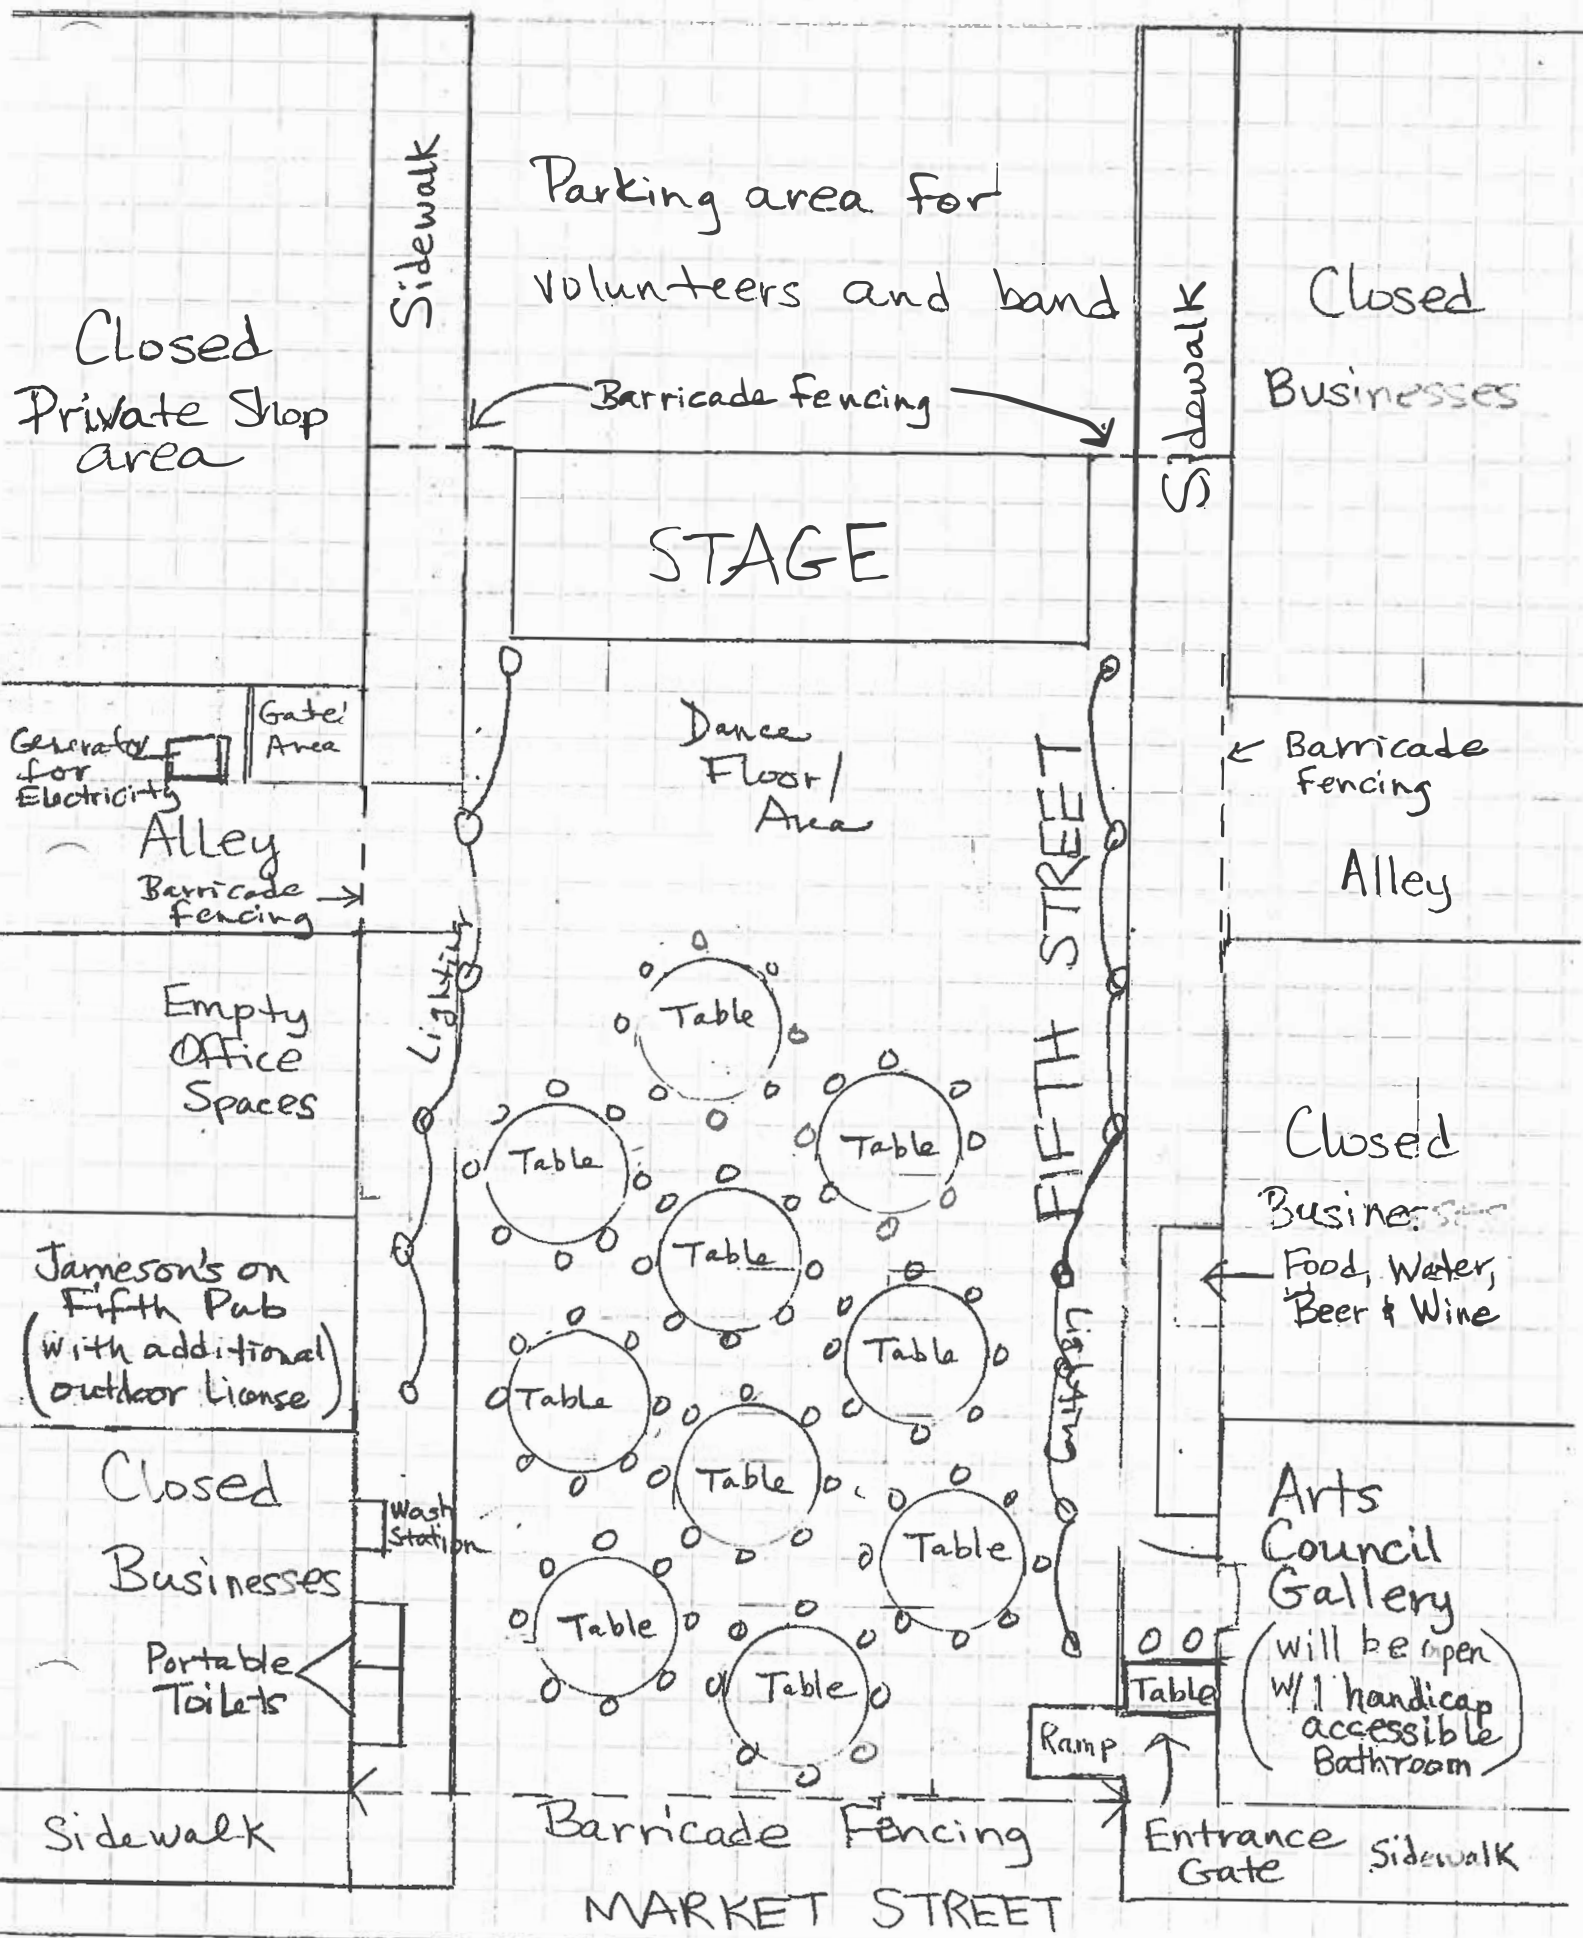 Sidewalk
Parking area for
volunteers and band
Sidewalk
Closed
Private Shop
area
Closed
Businesses
Barricade fencing
STAGE
Generator
for
Electricity
Gate
Area
Alley
Barricade
fencing
Dance
Floor/
Area
FIFTH STREET
Barricade
fencing
Alley
Lighting
Empty
Office
Spaces
Table
Table
Table
Table
Table
Table
Table
Table
Table
Table
Closed
Businesses
Food, Water,
Beer & Wine
Jameson's on
Fifth Pub
(with additional
outdoor License)
Lighting
Closed
Businesses
Wash
Station
Portable
Toilets
Arts
Council
Gallery
(will be open
w/1 handicap
accessible
Bathroom)
Table
Ramp
Sidewalk
Barricade Fencing
Entrance
Gate
Sidewalk
MARKET STREET